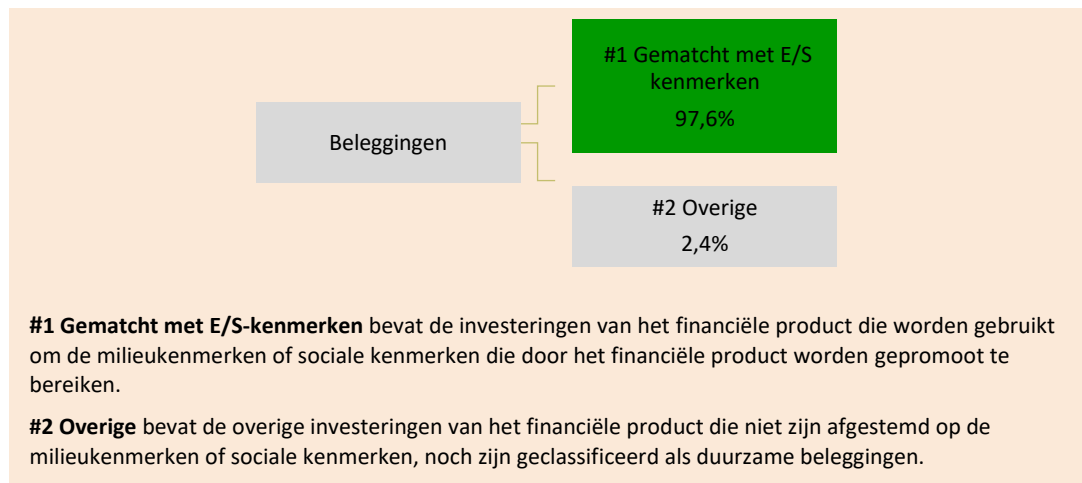 #1 Gematcht met E/S
kenmerken
97,6%
Beleggingen
#2 Overige
2,4%
#1 Gematcht met E/S-kenmerken bevat de investeringen van het financiële product die worden gebruikt
om de milieukenmerken of sociale kenmerken die door het financiële product worden gepromoot te
bereiken.
#2 Overige bevat de overige investeringen van het financiële product die niet zijn afgestemd op de
milieukenmerken of sociale kenmerken, noch zijn geclassificeerd als duurzame beleggingen.